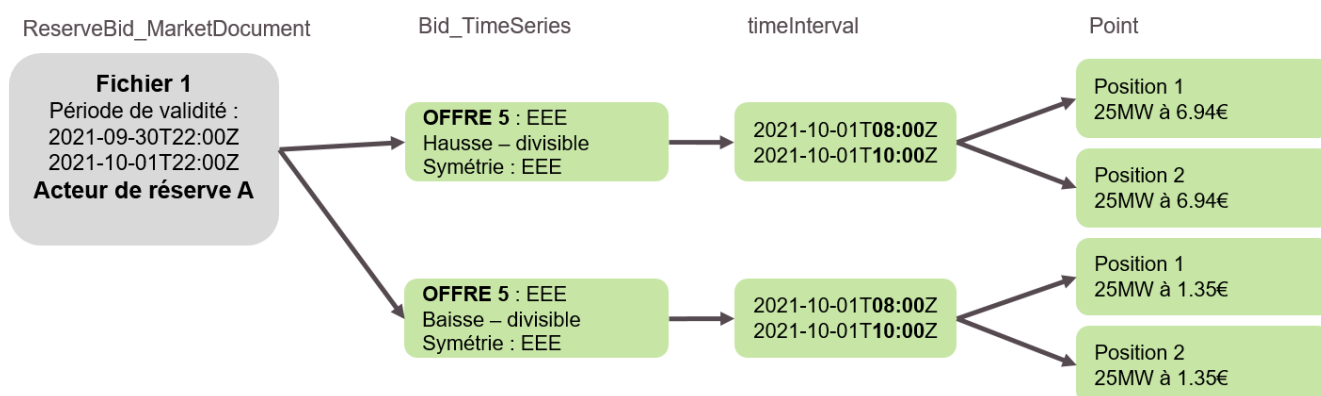 ReserveBid_MarketDocument
Bid_TimeSeries
timeInterval
Point
Fichier 1
Période de validité :
2021-09-30T22:00Z
2021-10-01T22:00Z
Acteur de réserve A
OFFRE 5 : EEE
Hausse – divisible
Symétrie : EEE
2021-10-01T08:00Z
2021-10-01T10:00Z
Position 1
25MW à 6.94€
Position 2
25MW à 6.94€
OFFRE 5 : EEE
Baisse – divisible
Symétrie : EEE
2021-10-01T08:00Z
2021-10-01T10:00Z
Position 1
25MW à 1.35€
Position 2
25MW à 1.35€